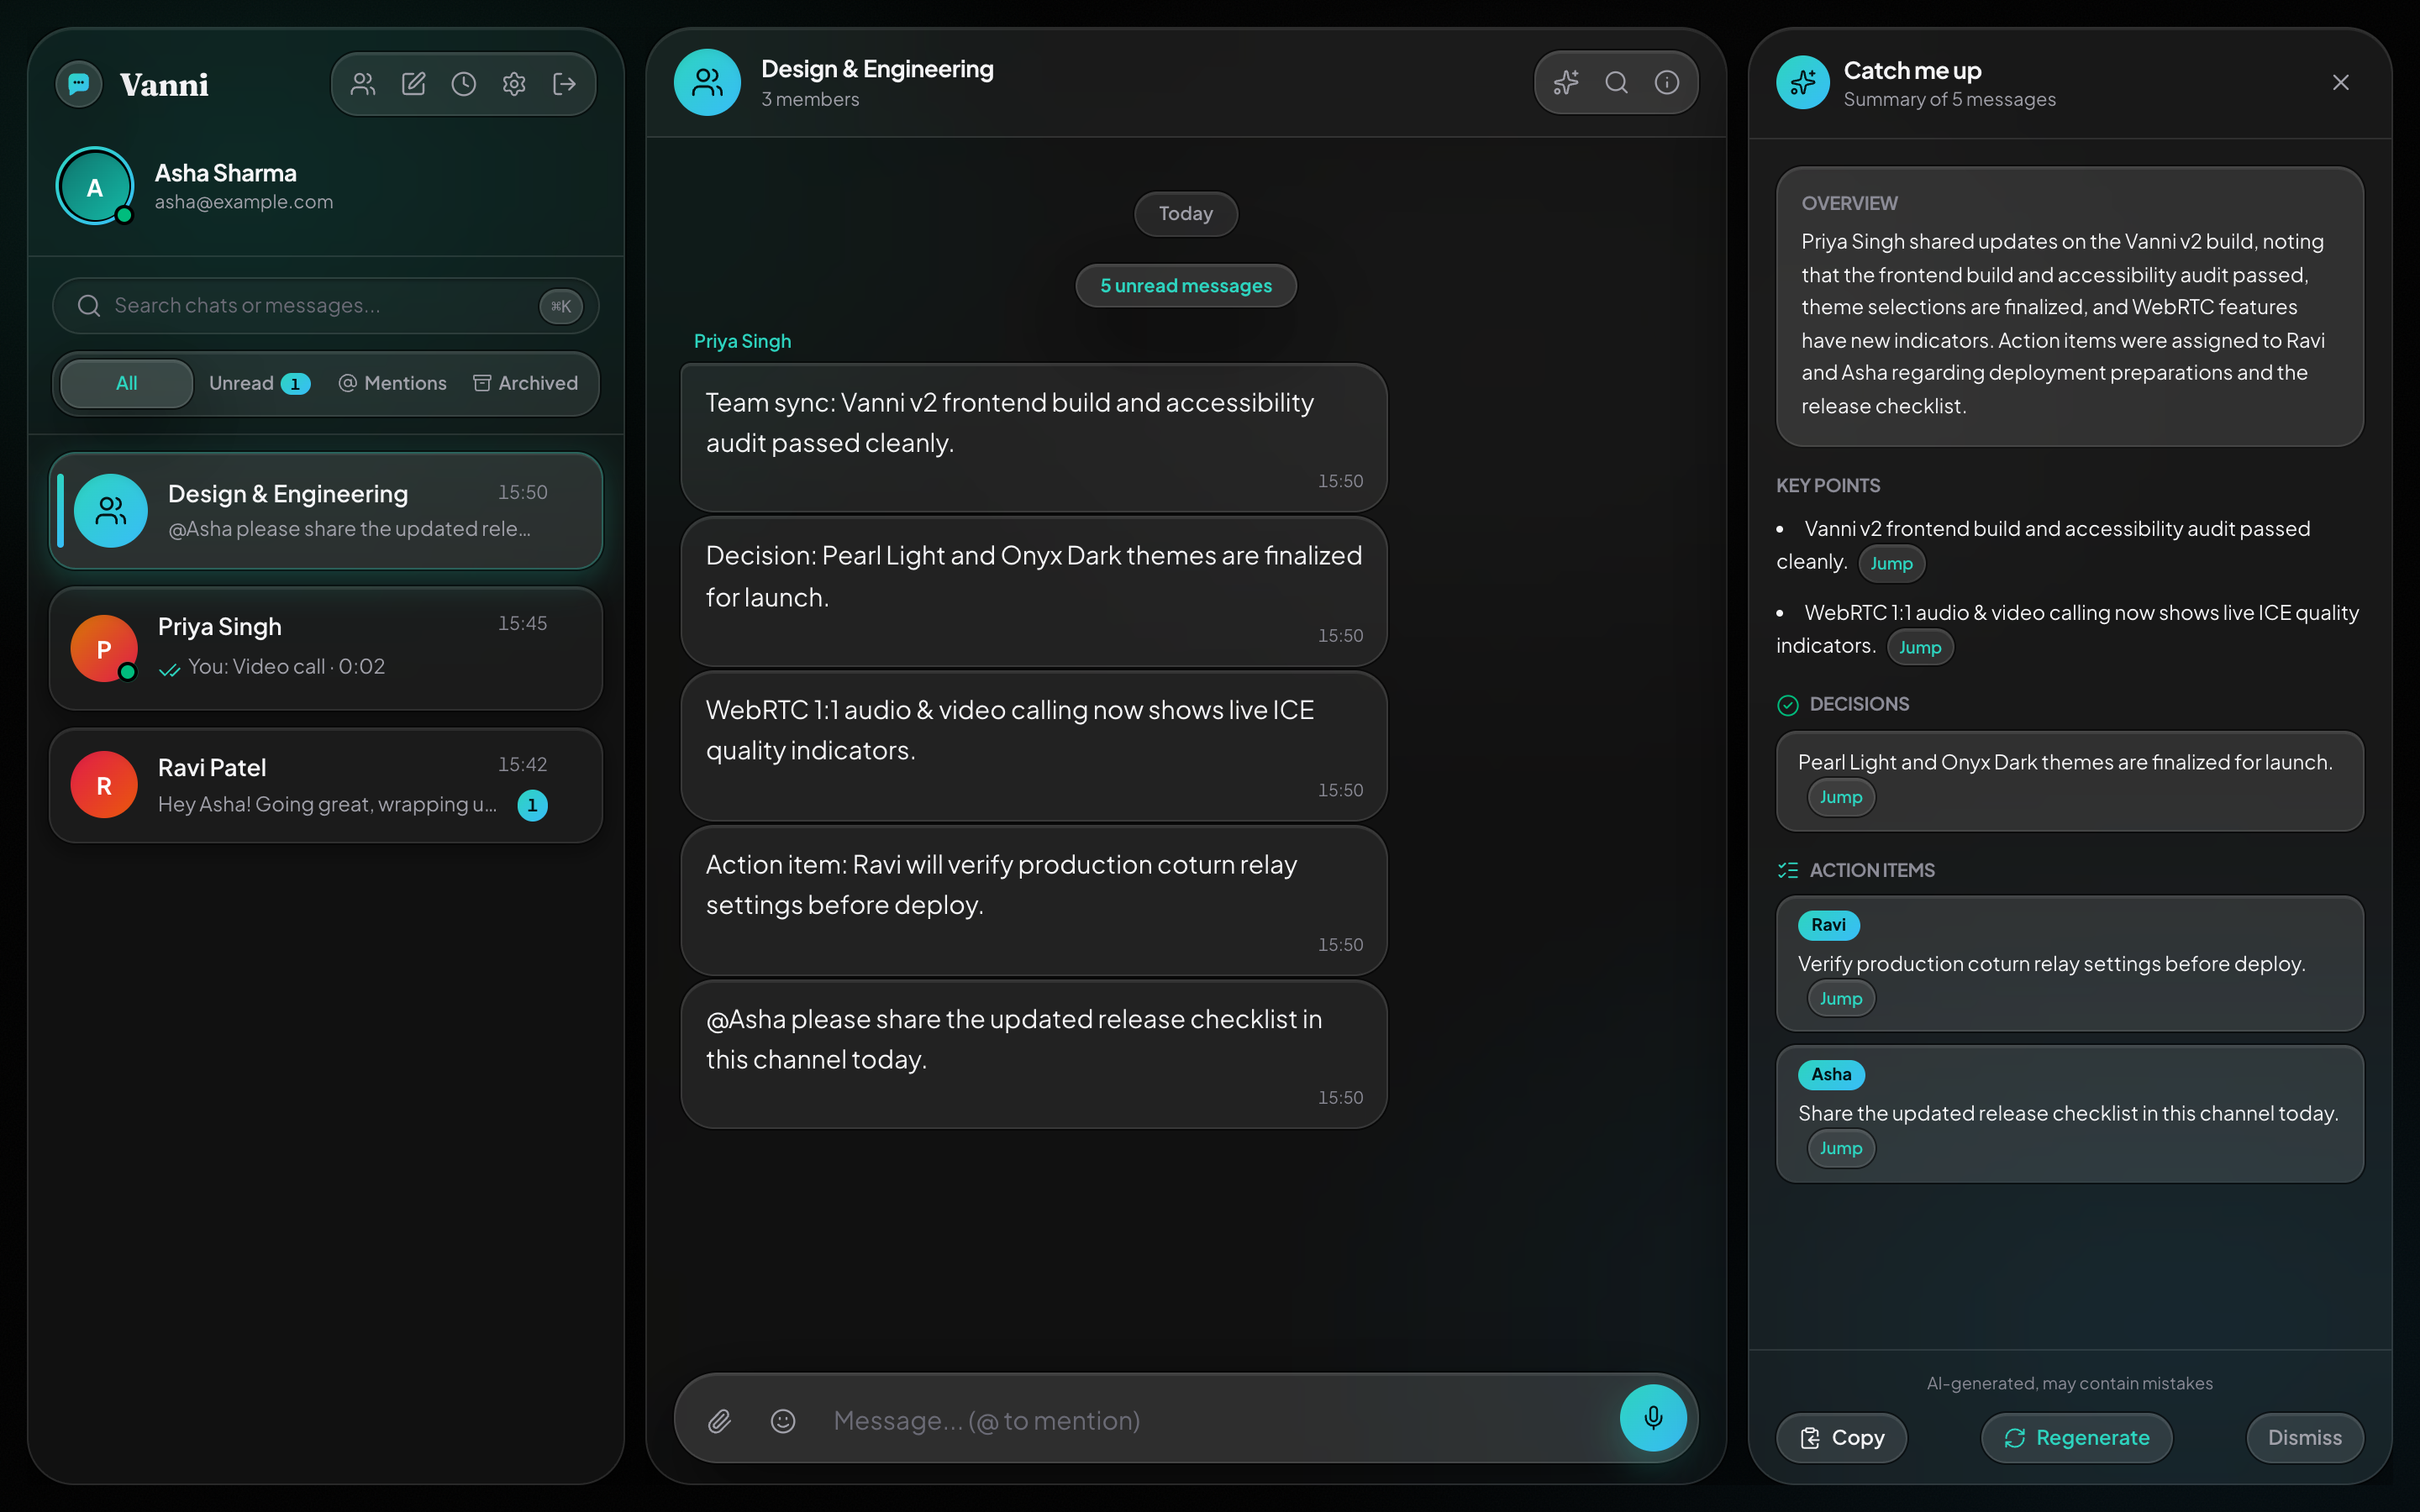 Vanni
Asha Sharma
asha@example.com
Search chats or messages...
⌘K
All
Unread 1
Mentions
Archived
Design & Engineering
15:50
@Asha please share the updated rele...
P
Priya Singh
15:45
You: Video call · 0:02
R
Ravi Patel
15:42
Hey Asha! Going great, wrapping u...
1
A
Design & Engineering
3 members
Today
5 unread messages
Priya Singh
Team sync: Vanni v2 frontend build and accessibility
audit passed cleanly.
15:50
Decision: Pearl Light and Onyx Dark themes are finalized
for launch.
15:50
WebRTC 1:1 audio & video calling now shows live ICE
quality indicators.
15:50
Action item: Ravi will verify production coturn relay
settings before deploy.
15:50
@Asha please share the updated release checklist in
this channel today.
15:50
Message... (@ to mention)
Catch me up
Summary of 5 messages
OVERVIEW
Priya Singh shared updates on the Vanni v2 build, noting
that the frontend build and accessibility audit passed,
theme selections are finalized, and WebRTC features
have new indicators. Action items were assigned to Ravi
and Asha regarding deployment preparations and the
release checklist.
KEY POINTS
• Vanni v2 frontend build and accessibility audit passed
cleanly. Jump
• WebRTC 1:1 audio & video calling now shows live ICE quality
indicators. Jump
DECISIONS
Pearl Light and Onyx Dark themes are finalized for launch.
Jump
ACTION ITEMS
Ravi
Verify production coturn relay settings before deploy.
Jump
Asha
Share the updated release checklist in this channel today.
Jump
AI-generated, may contain mistakes
Copy
Regenerate
Dismiss